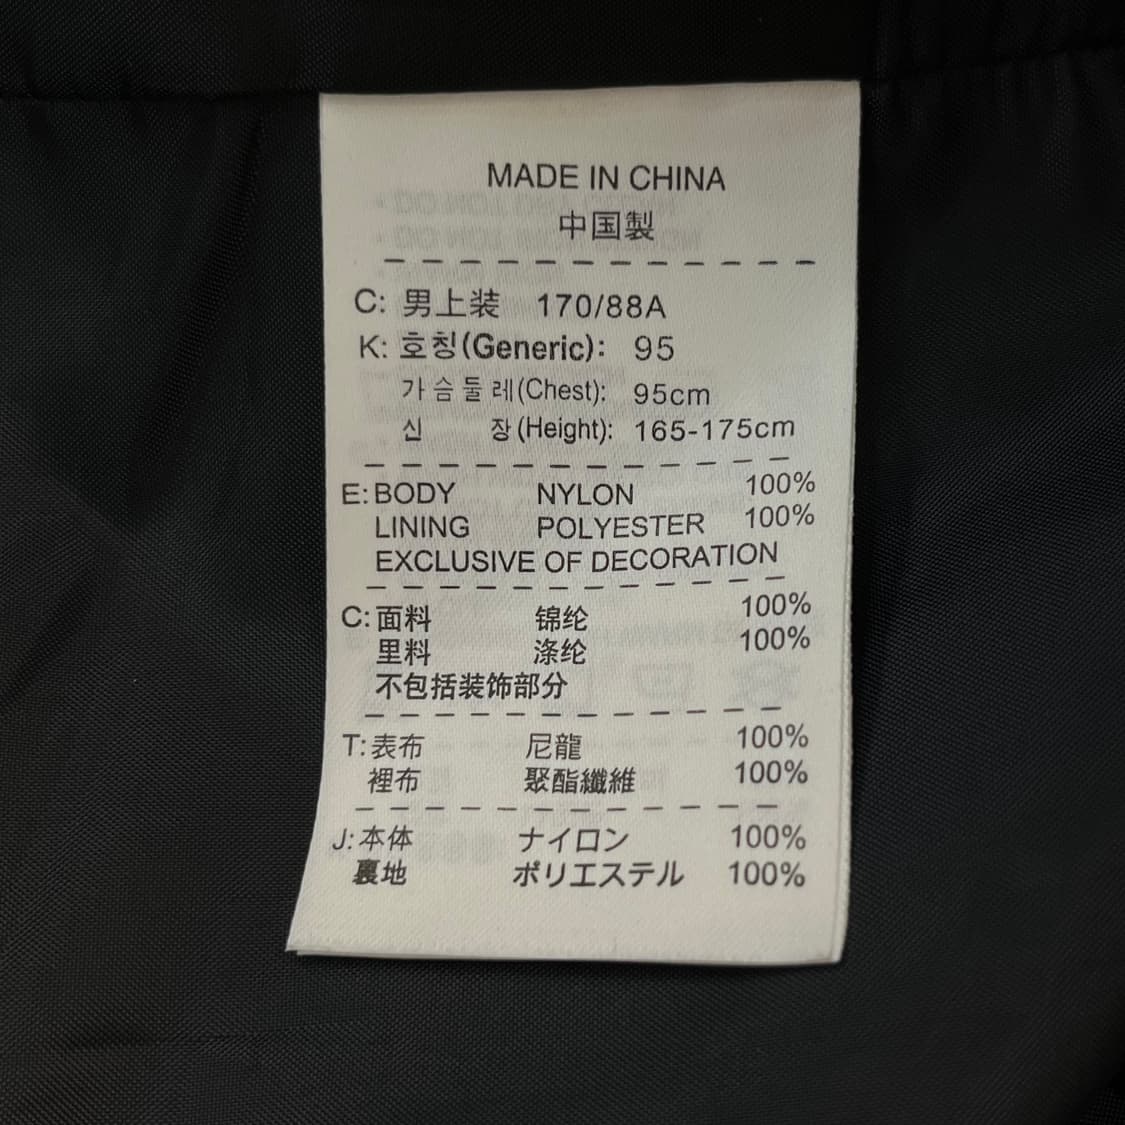 MADE IN CHINA
中国製
C: 男上装 170/88A
K: 호칭(Generic): 95
가슴둘레(Chest): 95cm
신 장(Height): 165-175cm
E: BODY NYLON 100%
LINING POLYESTER 100%
EXCLUSIVE OF DECORATION
C: 面料 锦纶 100%
里料 涤纶 100%
不包括装饰部分
T: 表布 尼龍 100%
裡布 聚酯纖維 100%
J: 本体 ナイロン 100%
裏地 ポリエステル 100%